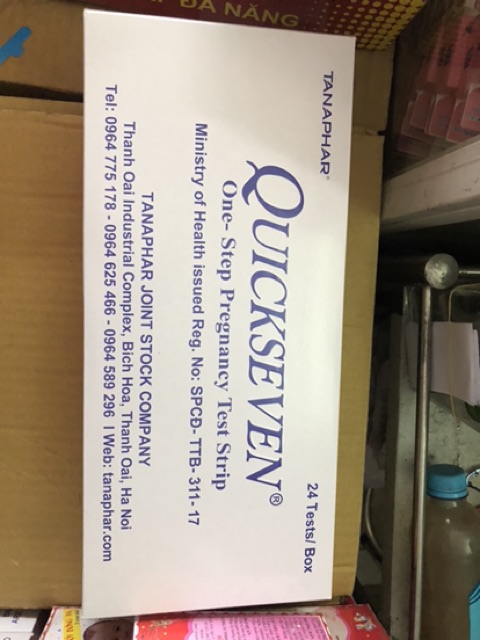 ĐA NĂNG
TANAPHAR®
24 Tests/ Box
QUICKSEVEN®
One- Step Pregnancy Test Strip
Ministry of Health issued Reg. No: SPCĐ- TTB- 311- 17
TANAPHAR JOINT STOCK COMPANY
Thanh Oai Industrial Complex, Bich Hoa, Thanh Oai, Ha Noi
Tel: 0964 775 178 - 0964 625 466 - 0964 589 296 I Web: tanaphar.com